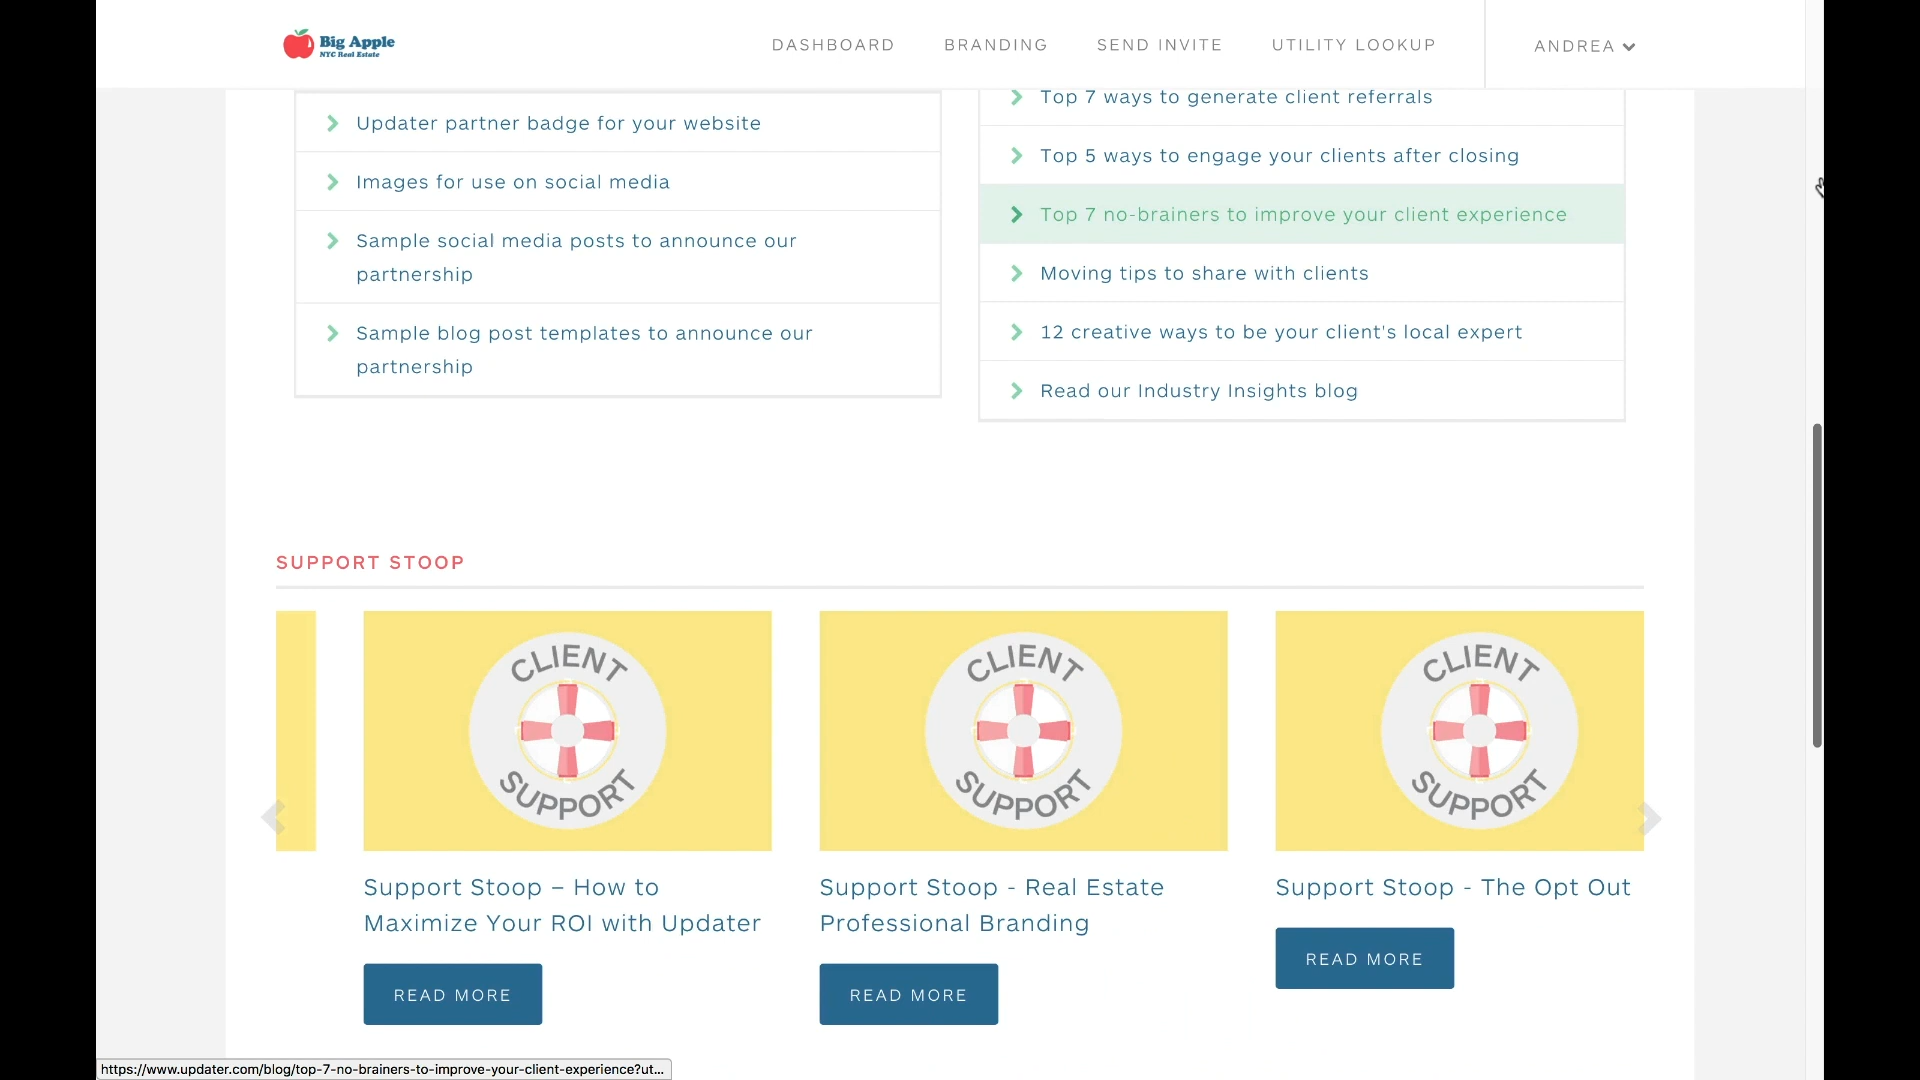 Big Apple
NYC Real Estate
DASHBOARD
BRANDING
SEND INVITE
UTILITY LOOKUP
ANDREA
Updater partner badge for your website
Images for use on social media
Sample social media posts to announce our
partnership
Sample blog post templates to announce our
partnership
Top 7 ways to generate client referrals
Top 5 ways to engage your clients after closing
Top 7 no-brainers to improve your client experience
Moving tips to share with clients
12 creative ways to be your client's local expert
Read our Industry Insights blog
SUPPORT STOOP
CLIENT
SUPPORT
CLIENT
SUPPORT
CLIENT
SUPPORT
Support Stoop – How to
Maximize Your ROI with Updater
READ MORE
Support Stoop - Real Estate
Professional Branding
READ MORE
Support Stoop - The Opt Out
READ MORE
https://www.updater.com/blog/top-7-no-brainers-to-improve-your-client-experience?ut...